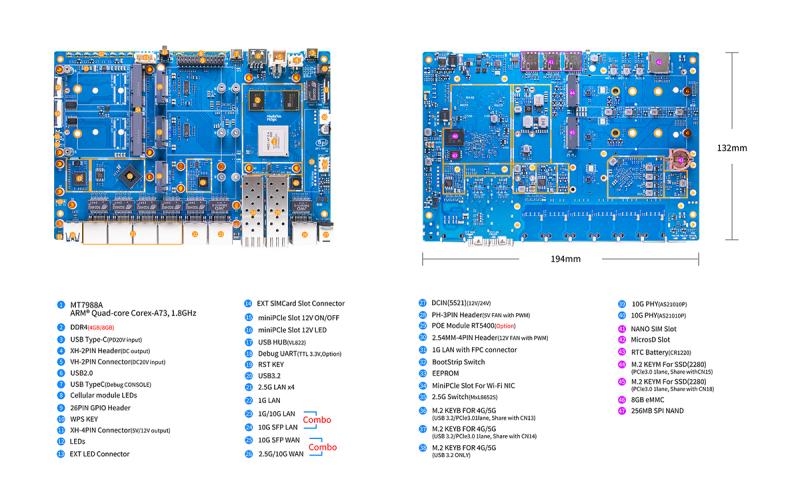 132mm
194mm
1 MT7988A
ARM® Quad-core Corex-A73, 1.8GHz
2 DDR4(4GB/8GB)
3 USB Type-C(PD20V input)
4 XH-2PIN Header(DC output)
5 VH-2PIN Connector(DC20V input)
6 USB2.0
7 USB TypeC(Debug CONSOLE)
8 Cellular module LEDs
9 26PIN GPIO Header
10 WPS KEY
11 XH-4PIN Connector(5V/12V output)
12 LEDs
13 EXT LED Connector
14 EXT SIMCard Slot Connector
15 miniPCIe Slot 12V ON/OFF
16 miniPCIe Slot 12V LED
17 USB HUB(VL822)
18 Debug UART(TTL 3.3V,Option)
19 RST KEY
20 USB3.2
21 2.5G LAN x4
22 1G LAN
23 1G/10G LAN
24 10G SFP LAN
Combo
25 10G SFP WAN
26 2.5G/10G WAN
Combo
27 DCIN(5521)(12V/24V)
28 PH-3PIN Header(5V FAN with PWM)
29 POE Module RT5400(Option)
30 2.54MM-4PIN Header(12V FAN with PWM)
31 1G LAN with FPC connector
32 BootStrip Switch
33 EEPROM
34 MiniPCIe Slot For Wi-Fi NIC
35 2.5G Switch(MxL86252S)
36 M.2 KEYB FOR 4G/5G
(USB 3.2/PCIe3.01lane, Share with CN13)
37 M.2 KEYB FOR 4G/5G
(USB 3.2/PCIe3.0 1lane, Share with CN14)
38 M.2 KEYB FOR 4G/5G
(USB 3.2 ONLY)
39 10G PHY(AS21010P)
40 10G PHY(AS21010P)
41 NANO SIM Slot
42 MicrosD Slot
43 RTC Battery(CR1220)
44 M.2 KEYM For SSD(2280)
(PCIe3.0 1lane, Share withCN15)
45 M.2 KEYM For SSD(2280)
(PCIe3.0 1lane, Share with CN18)
46 8GB eMMC
47 256MB SPI NAND